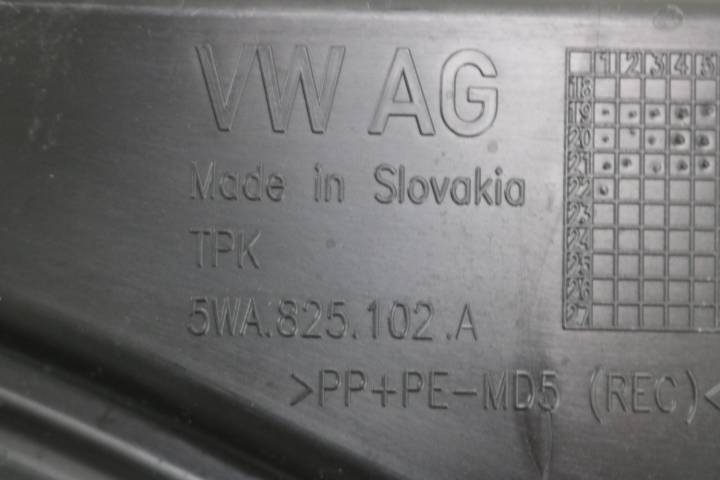 VW AG
Made in Slovakia
TPK
5WA.825.102.A
>PP+PE-MD5 (REC)<
1 2 3 4 5
18
19
20
21
22
23
24
25
26
27